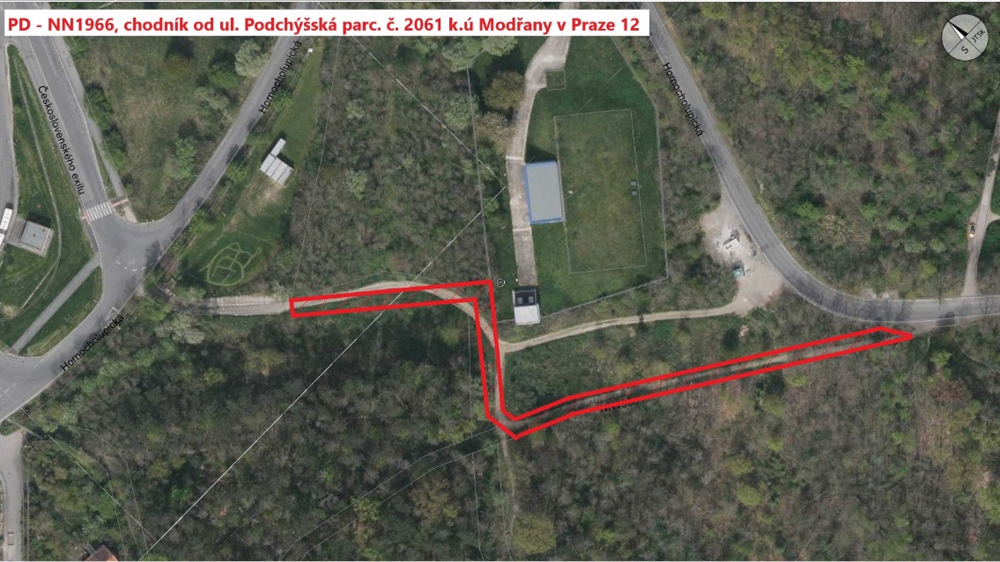 PD - NN1966, chodník od ul. Podchýšská parc. č. 2061 k.ú Modřany v Praze 12
Hornocholupická
Československého exilu
Hornocholupická
S
JTSK
Hornocholupická